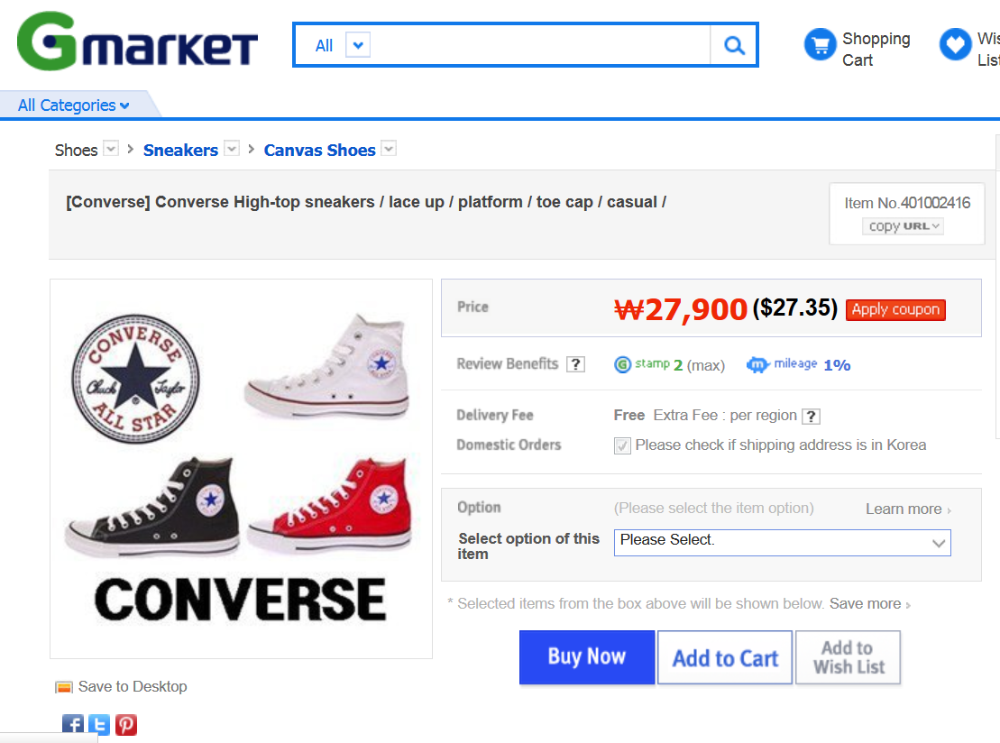 Gmarket
All
Shopping
Cart
Wis
List
All Categories
Shoes > Sneakers > Canvas Shoes
[Converse] Converse High-top sneakers / lace up / platform / toe cap / casual /
Item No.401002416
copy URL
CONVERSE
Chuck Taylor
ALL STAR
CONVERSE
Price
₩27,900 ($27.35) Apply coupon
Review Benefits ? G stamp 2 (max) m mileage 1%
Delivery Fee Free Extra Fee : per region ?
Domestic Orders Please check if shipping address is in Korea
Option (Please select the item option) Learn more ›
Select option of this
item
Please Select.
* Selected items from the box above will be shown below. Save more ›
Buy Now
Add to Cart
Add to
Wish List
Save to Desktop